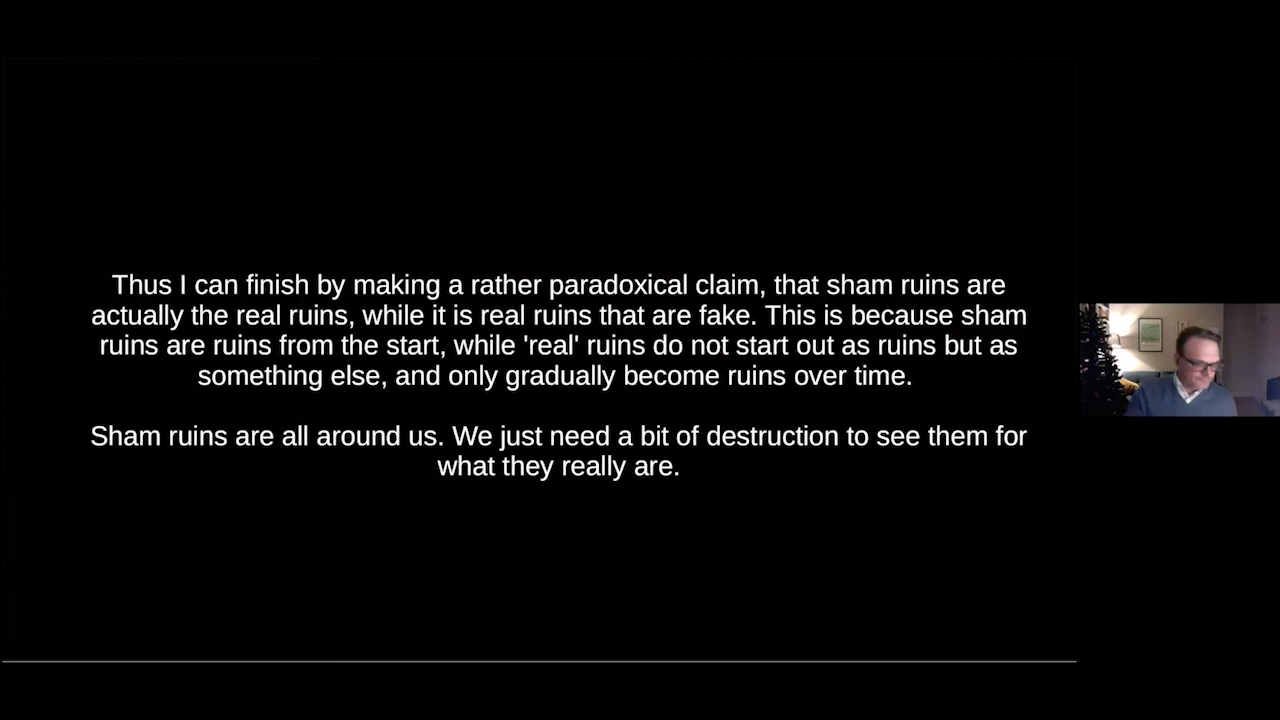 Thus I can finish by making a rather paradoxical claim, that sham ruins are
actually the real ruins, while it is real ruins that are fake. This is because sham
ruins are ruins from the start, while 'real' ruins do not start out as ruins but as
something else, and only gradually become ruins over time.
Sham ruins are all around us. We just need a bit of destruction to see them for
what they really are.